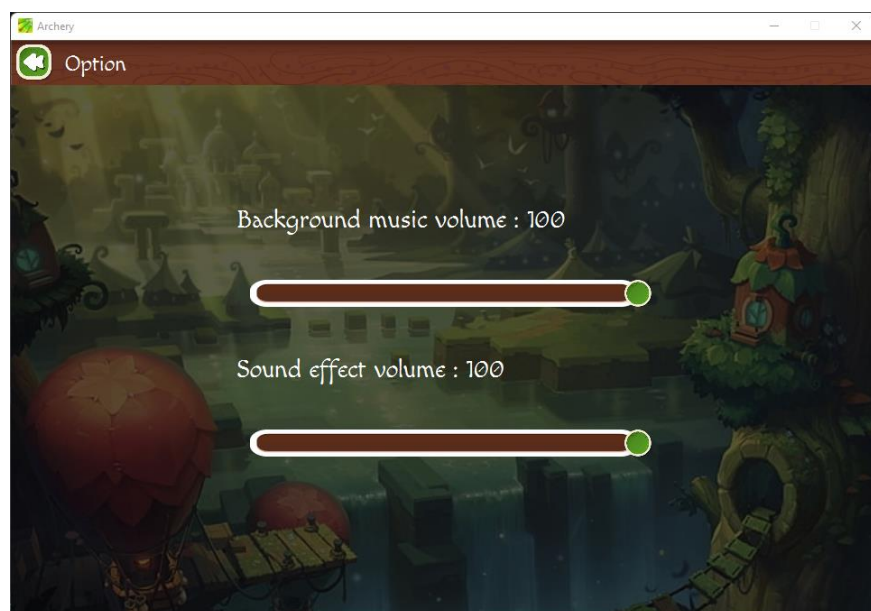 Archery
Option
Background music volume : 100
Sound effect volume : 100